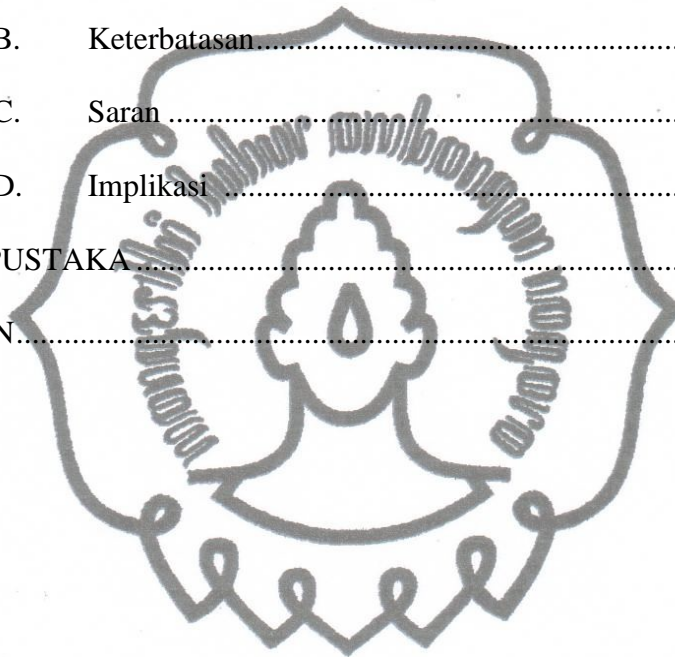 B. Keterbatasan..............................................................
C. Saran ..............................................................
D. Implikasi ..............................................................
PUSTAKA..............................................................
N..............................................................